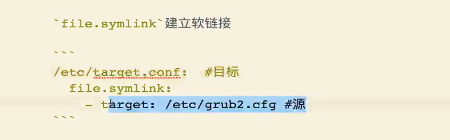 `file.symlink`建立软链接
```
/etc/target.conf： #目标
file.symlink:
- target: /etc/grub2.cfg #源
```